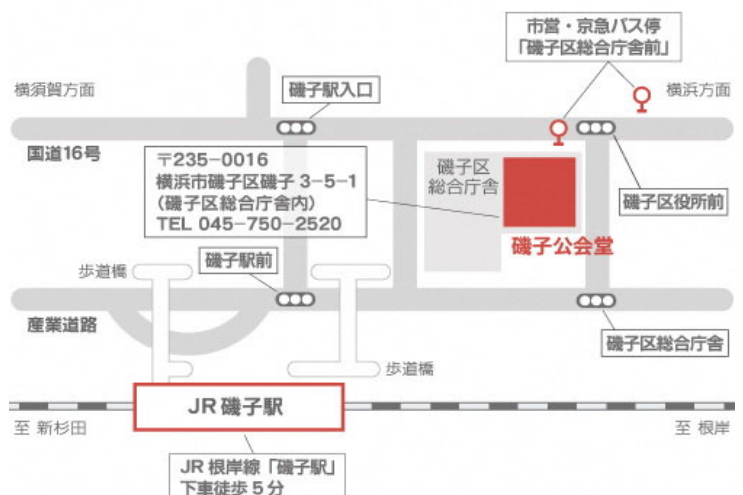 市営・京急バス停
「磯子区総合庁舎前」
横須賀方面
磯子駅入口
横浜方面
国道16号
〒235-0016
横浜市磯子区磯子 3-5-1
(磯子区総合庁舎内)
TEL 045-750-2520
磯子区
総合庁舎
磯子区役所前
磯子公会堂
歩道橋
磯子駅前
産業道路
磯子区総合庁舎
歩道橋
JR 磯子駅
至 新杉田
至 根岸
JR 根岸線「磯子駅」
下車徒歩 5 分